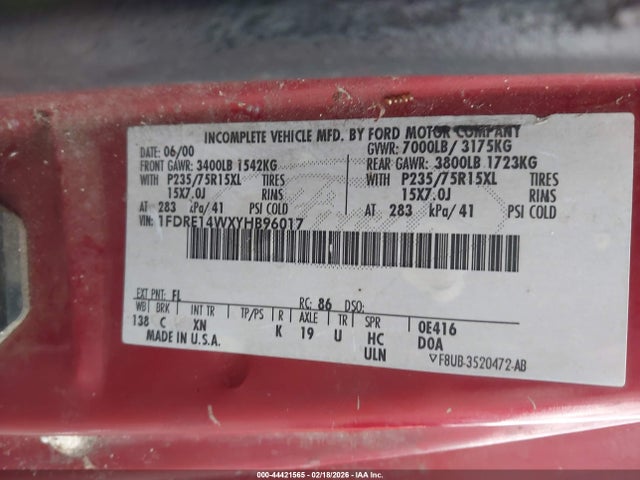 INCOMPLETE VEHICLE MFD. BY FORD MOTOR COMPANY
DATE: 06/00 GVWR: 7000LB/ 3175KG
FRONT GAWR: 3400LB 1542KG REAR GAWR: 3800LB 1723KG
WITH P235/75R15XL TIRES WITH P235/75R15XL TIRES
15X7.0J RINS 15X7.0J RINS
AT 283 kPa/41 PSI COLD AT 283 kPa/41 PSI COLD
VIN: 1FDRE14WXYHB96017
EXT PNT: FL RC: 86 DSO:
WB BRK INT TR TP/PS R AXLE TR SPR 0E416
138 C XN K 19 U HC D0A
MADE IN U.S.A. ULN ▽F8UB-3520472-AB
000-44421565 - 02/18/2026 - IAAI.com